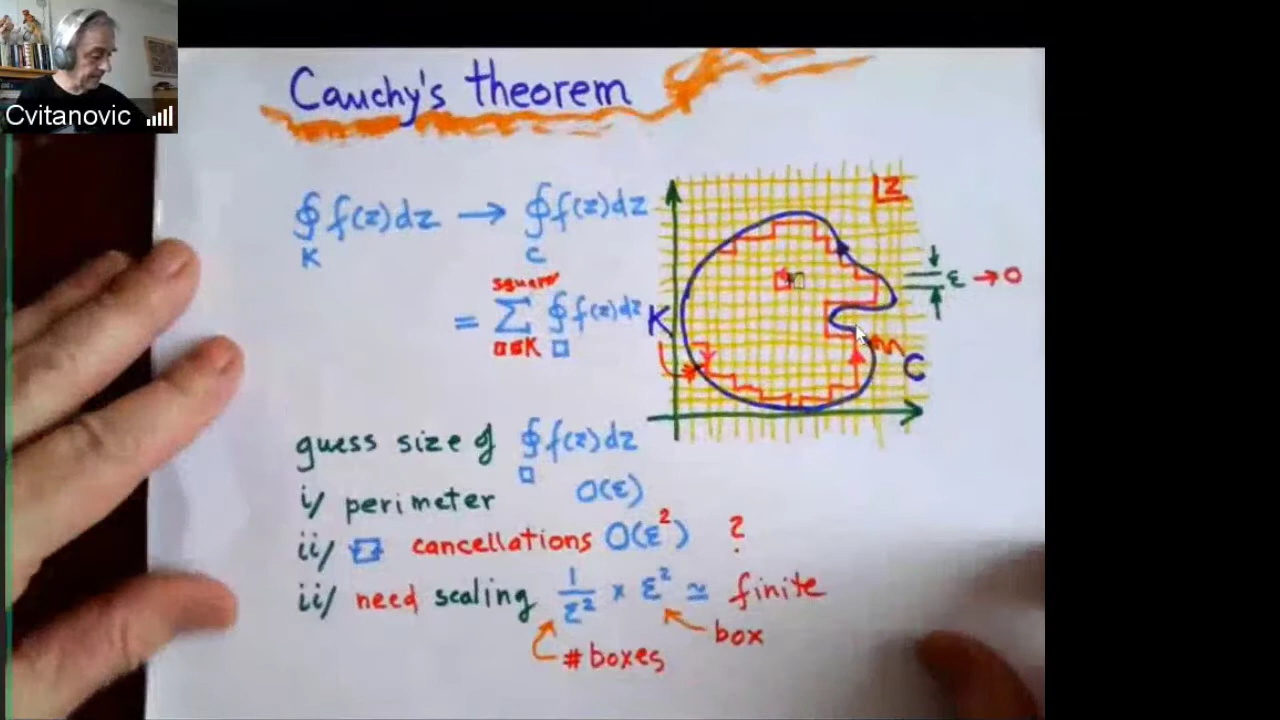 Cvitanovic
Cauchy's theorem
∮ f(z)dz → ∮ f(z)dz
K C
squares
= Σ ∮ f(z)dz
□∈K □
z
ε → 0
K
C
guess size of ∮ f(z)dz
□
i/ perimeter O(ε)
ii/ □ cancellations O(ε²) ?
ii/ need scaling 1/ε² × ε² ≃ finite
# boxes
box